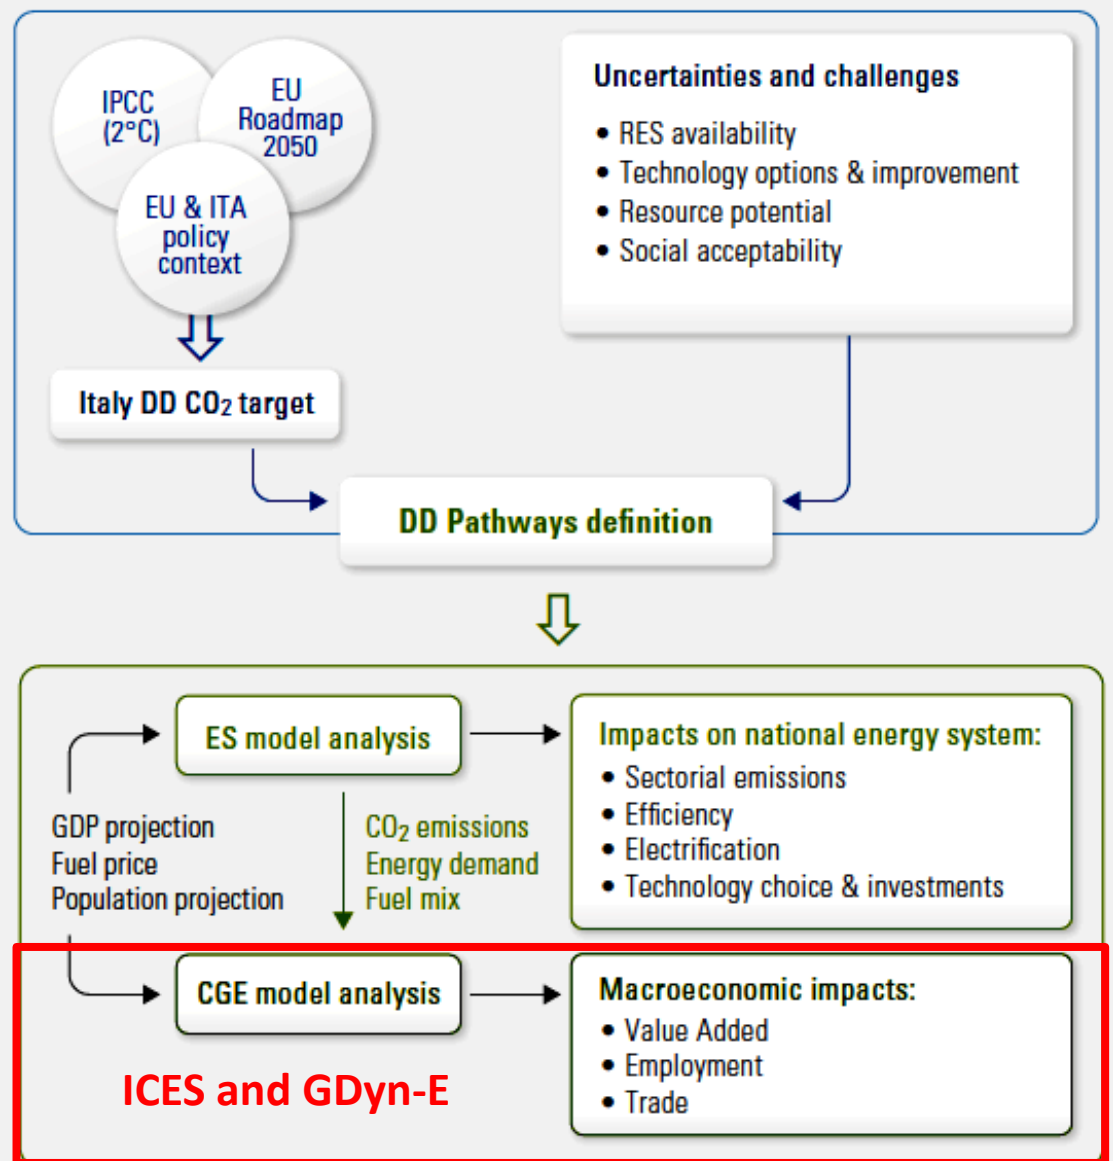 IPCC
(2°C)
EU
Roadmap
2050
EU & ITA
policy
context
Italy DD CO₂ target
Uncertainties and challenges
• RES availability
• Technology options & improvement
• Resource potential
• Social acceptability
DD Pathways definition
ES model analysis
GDP projection
Fuel price
Population projection
CO₂ emissions
Energy demand
Fuel mix
Impacts on national energy system:
• Sectorial emissions
• Efficiency
• Electrification
• Technology choice & investments
CGE model analysis
Macroeconomic impacts:
• Value Added
• Employment
• Trade
ICES and GDyn-E